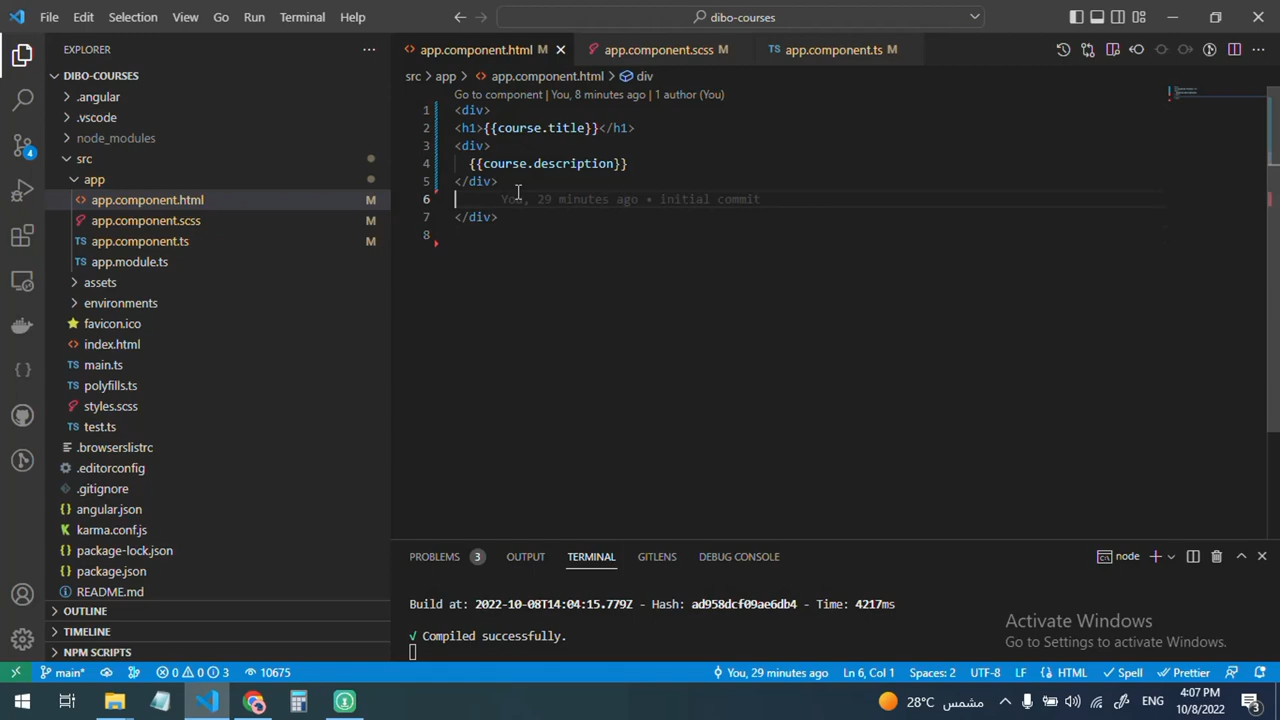 File Edit Selection View Go Run Terminal Help
dibo-courses
EXPLORER
DIBO-COURSES
.angular
.vscode
node_modules
src
app
app.component.html M
app.component.scss M
app.component.ts M
app.module.ts
assets
environments
favicon.ico
index.html
main.ts
polyfills.ts
styles.scss
test.ts
.browserslistrc
.editorconfig
.gitignore
angular.json
karma.conf.js
package-lock.json
package.json
README.md
OUTLINE
TIMELINE
NPM SCRIPTS
4
app.component.html M
app.component.scss M
app.component.ts M
src > app > app.component.html > div
Go to component | You, 8 minutes ago | 1 author (You)
1 <div>
2 <h1>{{course.title}}</h1>
3 <div>
4 {{course.description}}
5 </div>
6 You, 29 minutes ago • Initial commit
7 </div>
8
PROBLEMS 3 OUTPUT TERMINAL GITLENS DEBUG CONSOLE
node
Build at: 2022-10-08T14:04:15.779Z - Hash: ad958dcf09ae6db4 - Time: 4217ms
√ Compiled successfully.
Activate Windows
Go to Settings to activate Windows.
main* 0 0 3 10675 You, 29 minutes ago Ln 6, Col 1 Spaces: 2 UTF-8 LF HTML Spell Prettier
28°C مشمس ENG 4:07 PM
10/8/2022
3